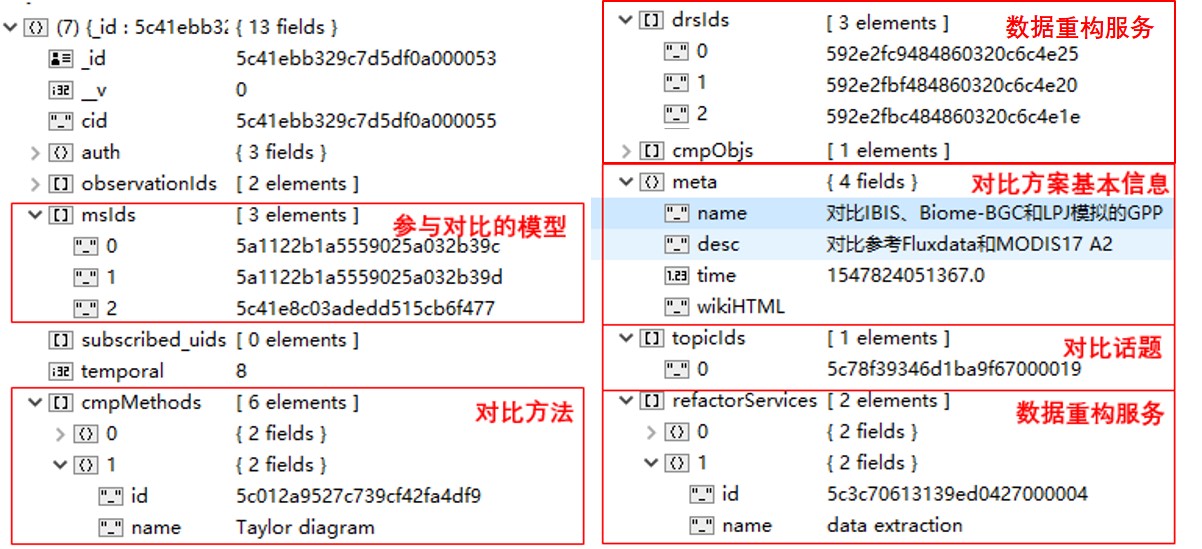 (7) {_id : 5c41ebb32 { 13 fields }
_id 5c41ebb329c7d5df0a000053
__v 0
cid 5c41ebb329c7d5df0a000055
auth { 3 fields }
observationIds [ 2 elements ]
msIds [ 3 elements ] 参与对比的模型
0 5a1122b1a5559025a032b39c
1 5a1122b1a5559025a032b39d
2 5c41e8c03adedd515cb6f477
subscribed_uids [ 0 elements ]
temporal 8
cmpMethods [ 6 elements ] 对比方法
0 { 2 fields }
1 { 2 fields }
id 5c012a9527c739cf42fa4df9
name Taylor diagram
drsIds [ 3 elements ] 数据重构服务
0 592e2fc9484860320c6c4e25
1 592e2fbf484860320c6c4e20
2 592e2fbc484860320c6c4e1e
cmpObjs [ 1 elements ]
meta { 4 fields } 对比方案基本信息
name 对比IBIS、Biome-BGC和LPJ模拟的GPP
desc 对比参考Fluxdata和MODIS17 A2
time 1547824051367.0
wikiHTML
topicIds [ 1 elements ] 对比话题
0 5c78f39346d1ba9f67000019
refactorServices [ 2 elements ] 数据重构服务
0 { 2 fields }
1 { 2 fields }
id 5c3c70613139ed0427000004
name data extraction